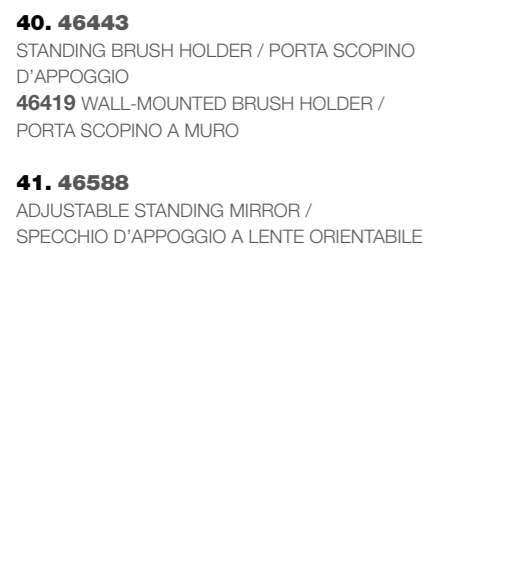 40. 46443
STANDING BRUSH HOLDER / PORTA SCOPINO
D'APPOGGIO
46419 WALL-MOUNTED BRUSH HOLDER /
PORTA SCOPINO A MURO
41. 46588
ADJUSTABLE STANDING MIRROR /
SPECCHIO D'APPOGGIO A LENTE ORIENTABILE